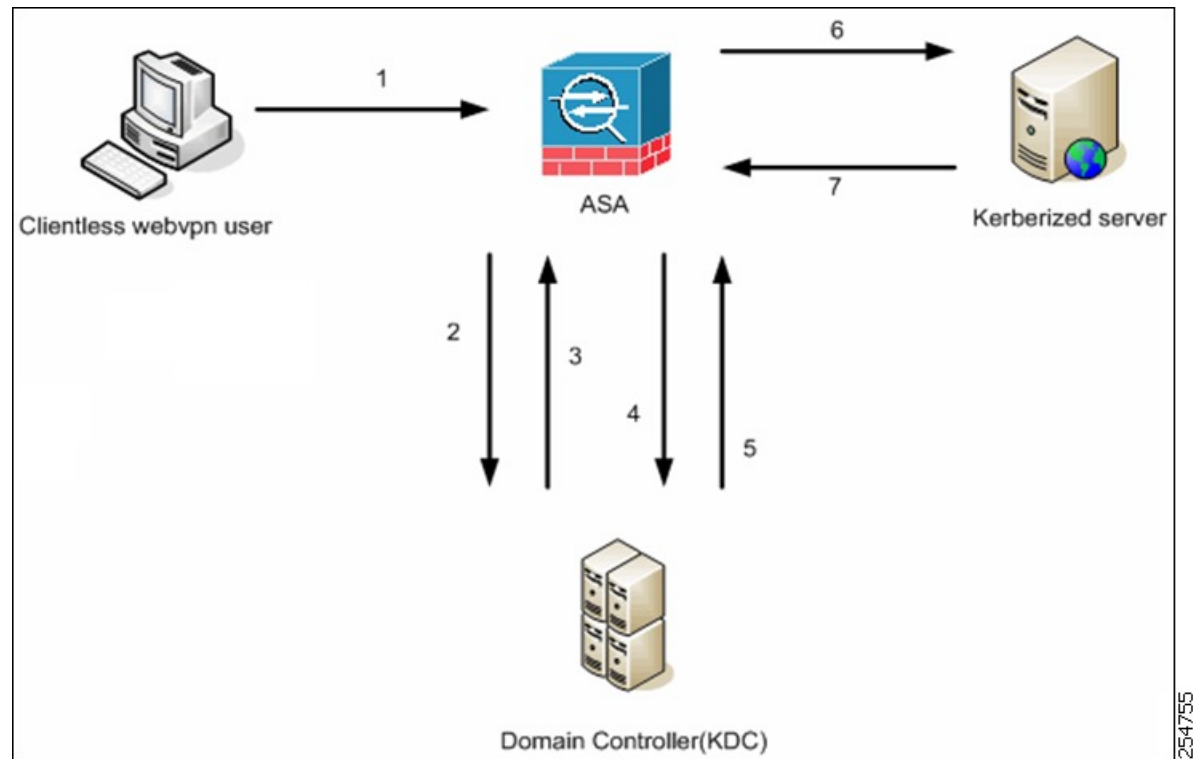 6
1
ASA
7
Clientless webvpn user
Kerberized server
2
3
4
5
Domain Controller(KDC)
254755